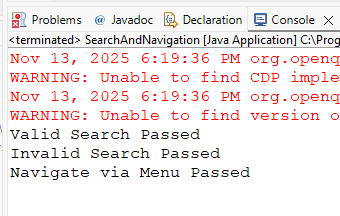 Problems @ Javadoc Declaration Console
<terminated> SearchAndNavigation [Java Application] C:\Prog
Nov 13, 2025 6:19:36 PM org.openq
WARNING: Unable to find CDP imple
Nov 13, 2025 6:19:36 PM org.openq
WARNING: Unable to find version o
Valid Search Passed
Invalid Search Passed
Navigate via Menu Passed